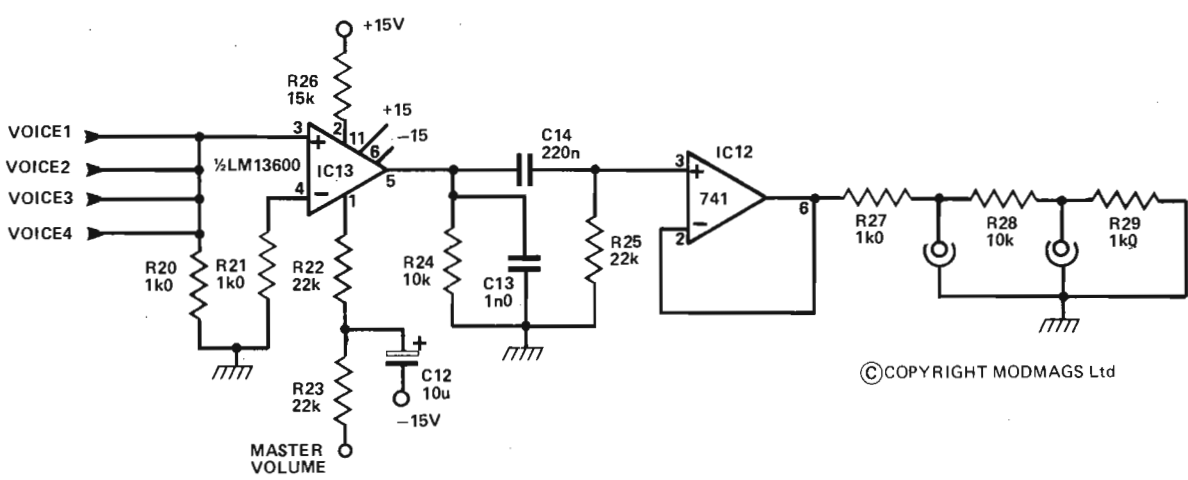 +15V
R26
15k
+15
-15
2
11
6
VOICE1
VOICE2
VOICE3
VOICE4
3
+
½LM13600
IC13
4
−
1
5
R20
1k0
R21
1k0
R22
22k
R23
22k
+
C12
10u
−15V
MASTER
VOLUME
R24
10k
C13
1n0
C14
220n
R25
22k
IC12
3
+
741
−
2
6
R27
1k0
R28
10k
R29
1k0
©COPYRIGHT MODMAGS Ltd